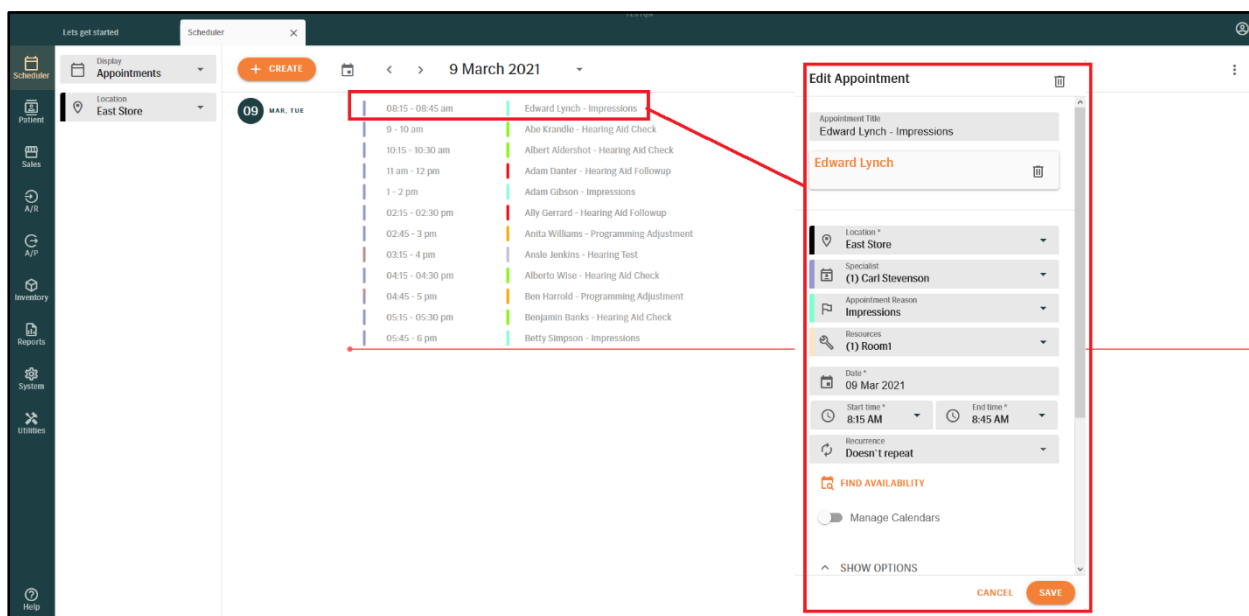 Lets get started
Scheduler
Scheduler
Patient
Sales
A/R
A/P
Inventory
Reports
System
Utilities
Help
Display
Appointments
Location
East Store
+ CREATE
9 March 2021
09 MAR, TUE
08:15 - 08:45 am Edward Lynch - Impressions
9 - 10 am Abe Krandle - Hearing Aid Check
10:15 - 10:30 am Albert Aldershot - Hearing Aid Check
11 am - 12 pm Adam Danter - Hearing Aid Followup
1 - 2 pm Adam Gibson - Impressions
02:15 - 02:30 pm Ally Gerrard - Hearing Aid Followup
02:45 - 3 pm Anita Williams - Programming Adjustment
03:15 - 4 pm Ansle Jenkins - Hearing Test
04:15 - 04:30 pm Alberto Wise - Hearing Aid Check
04:45 - 5 pm Ben Harrold - Programming Adjustment
05:15 - 05:30 pm Benjamin Banks - Hearing Aid Check
05:45 - 6 pm Betty Simpson - Impressions
Edit Appointment
Appointment Title
Edward Lynch - Impressions
Edward Lynch
Location *
East Store
Specialist
(1) Carl Stevenson
Appointment Reason
Impressions
Resources
(1) Room1
Date *
09 Mar 2021
Start time *
8:15 AM
End time *
8:45 AM
Recurrence
Doesn't repeat
FIND AVAILABILITY
Manage Calendars
SHOW OPTIONS
CANCEL SAVE